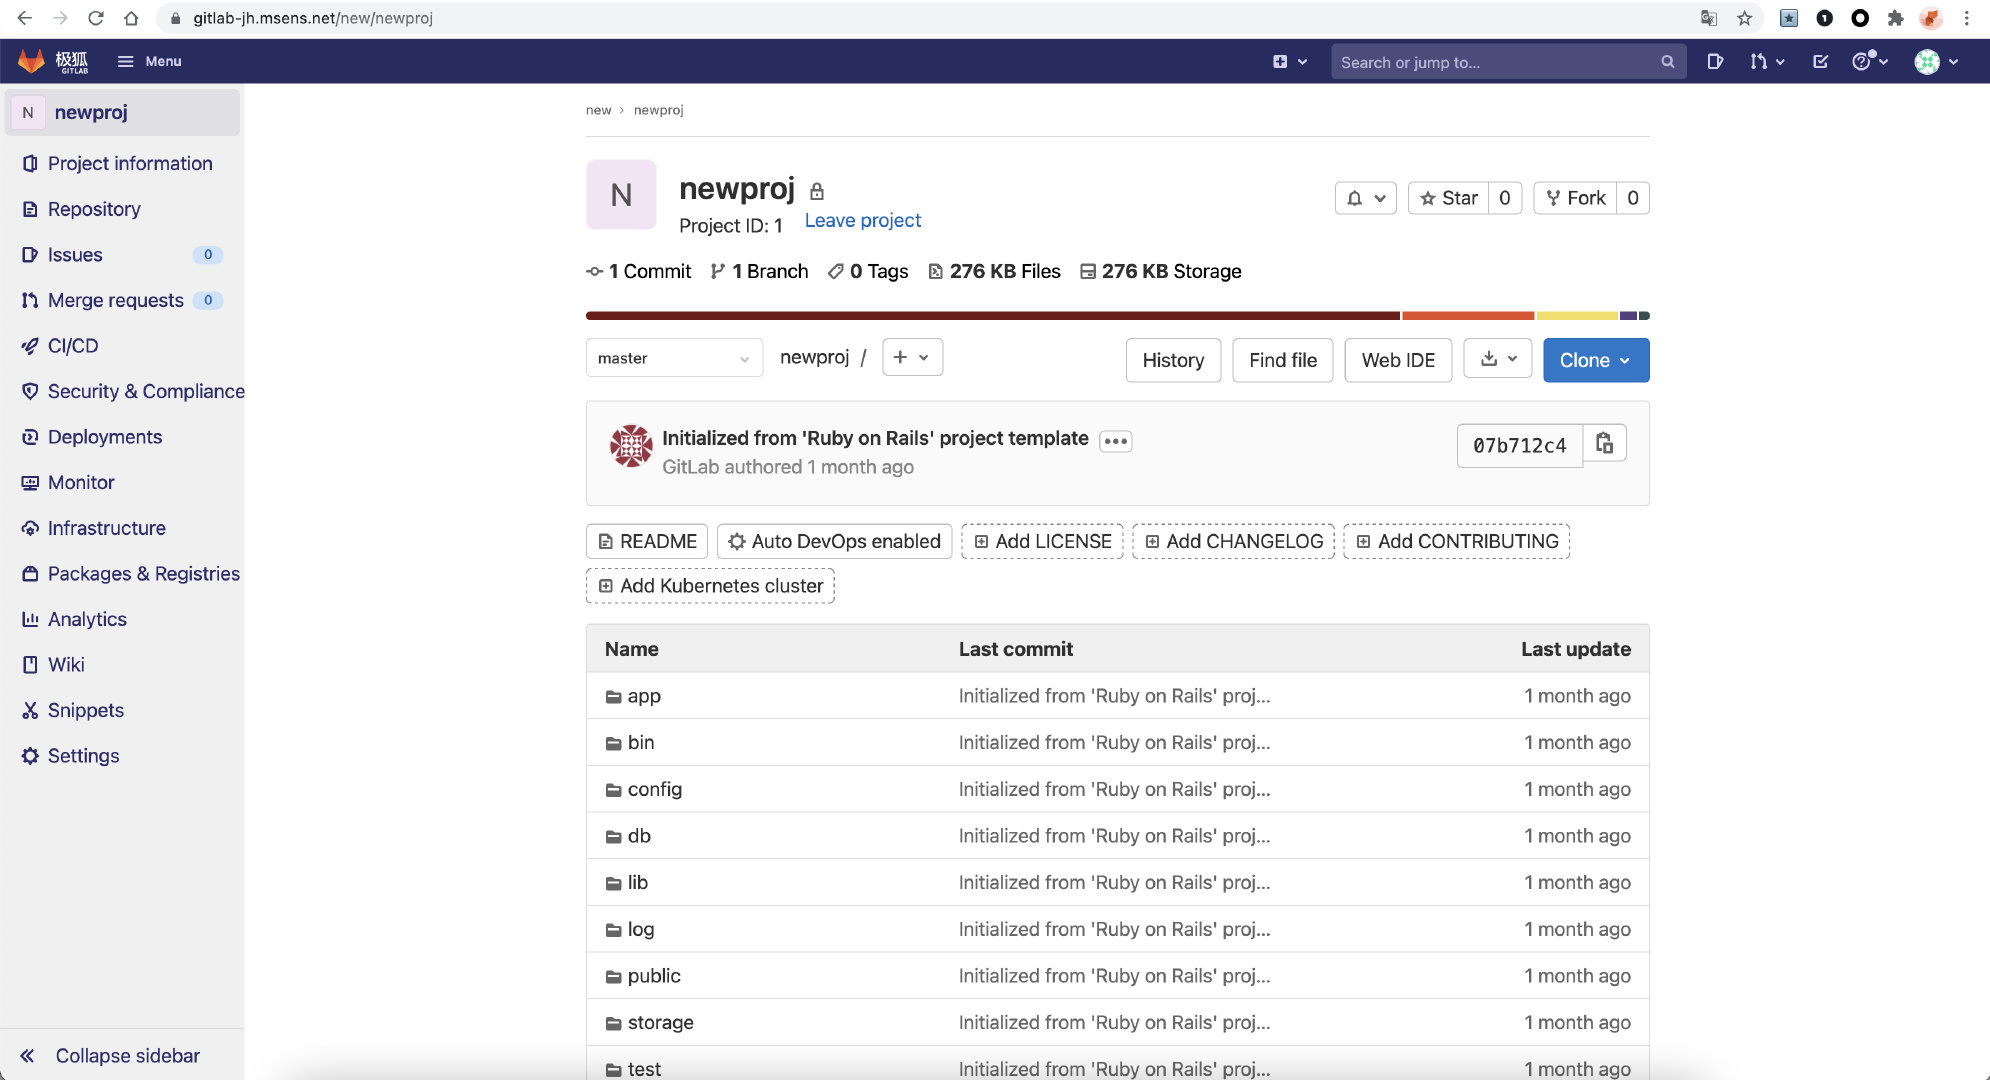 gitlab-jh.msens.net/new/newproj
极狐
GITLAB
Menu
Search or jump to...
N newproj
Project information
Repository
Issues 0
Merge requests 0
CI/CD
Security & Compliance
Deployments
Monitor
Infrastructure
Packages & Registries
Analytics
Wiki
Snippets
Settings
Collapse sidebar
new › newproj
N
newproj
Project ID: 1 Leave project
Star 0 Fork 0
1 Commit 1 Branch 0 Tags 276 KB Files 276 KB Storage
master newproj / + History Find file Web IDE Clone
Initialized from 'Ruby on Rails' project template
GitLab authored 1 month ago
07b712c4
README Auto DevOps enabled Add LICENSE Add CHANGELOG Add CONTRIBUTING
Add Kubernetes cluster
Name Last commit Last update
app Initialized from 'Ruby on Rails' proj... 1 month ago
bin Initialized from 'Ruby on Rails' proj... 1 month ago
config Initialized from 'Ruby on Rails' proj... 1 month ago
db Initialized from 'Ruby on Rails' proj... 1 month ago
lib Initialized from 'Ruby on Rails' proj... 1 month ago
log Initialized from 'Ruby on Rails' proj... 1 month ago
public Initialized from 'Ruby on Rails' proj... 1 month ago
storage Initialized from 'Ruby on Rails' proj... 1 month ago
test Initialized from 'Ruby on Rails' proj... 1 month ago